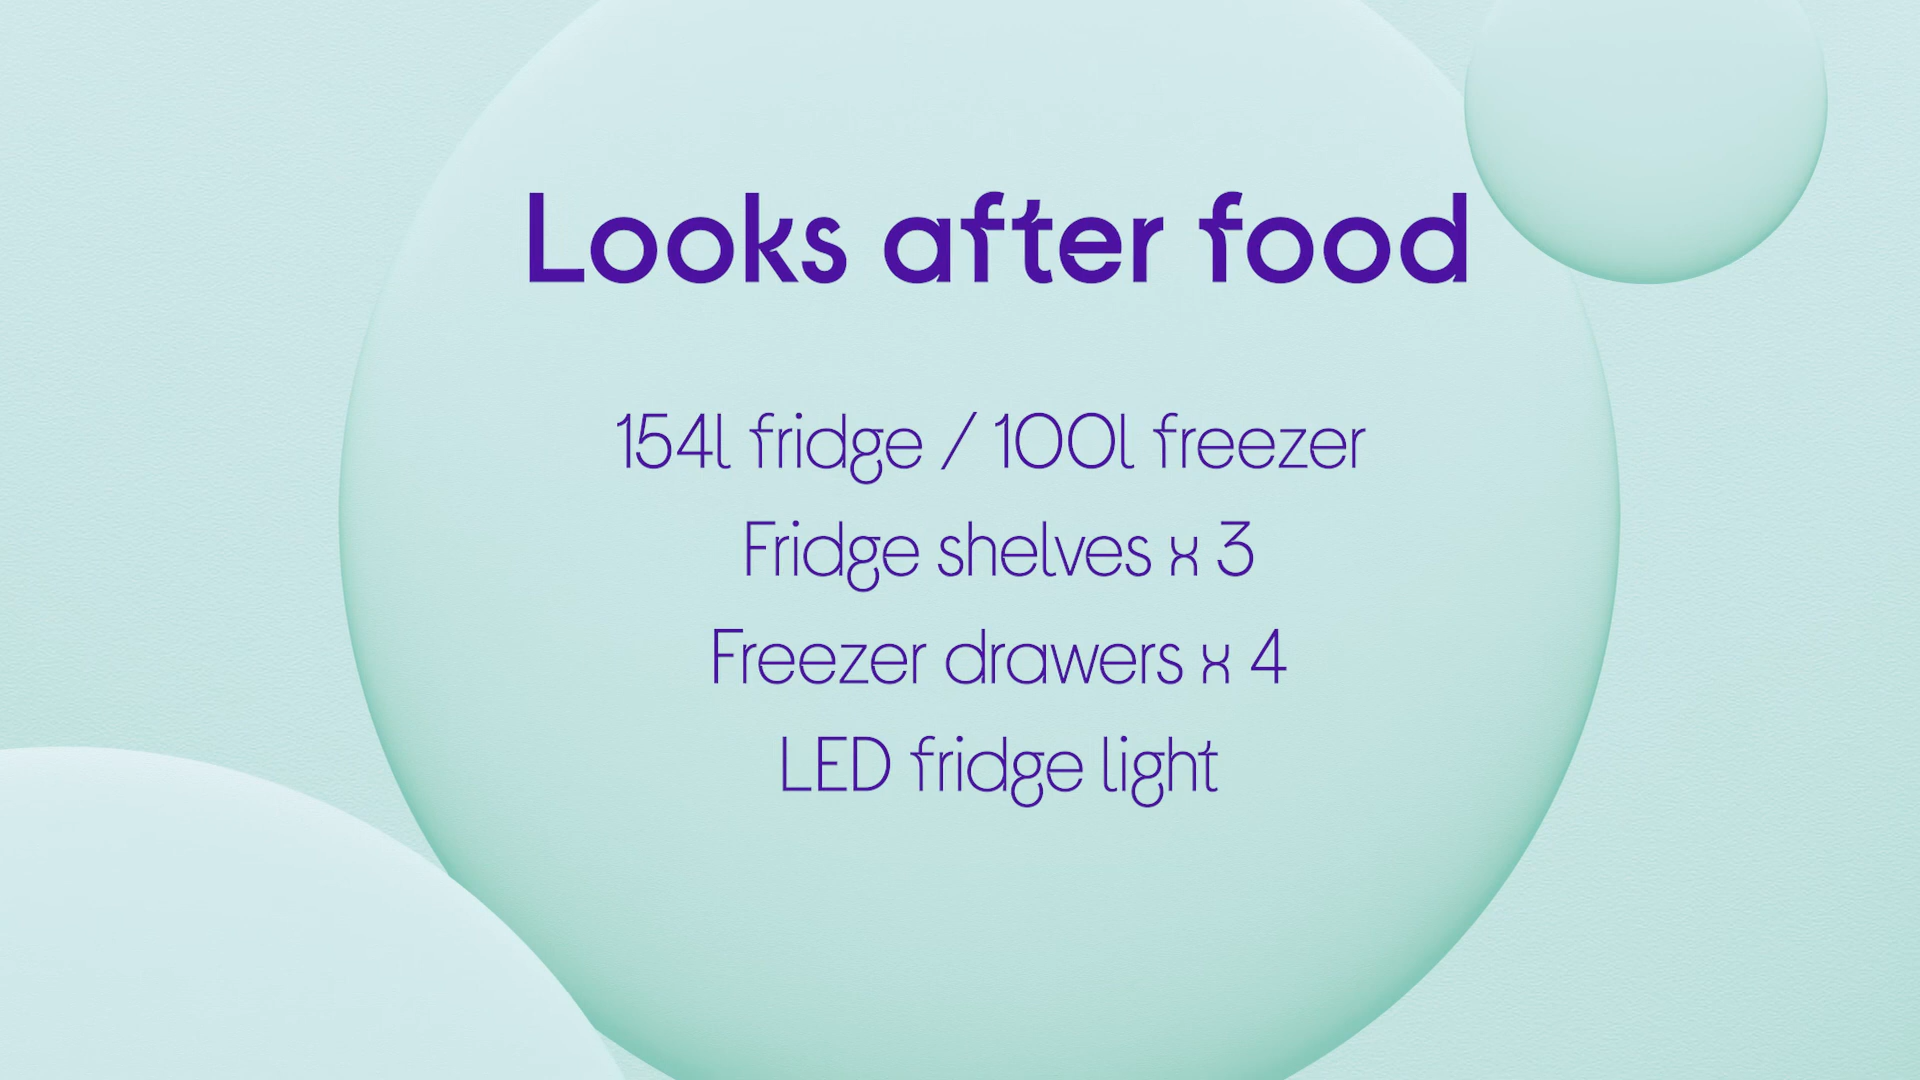 Looks after food
154l fridge / 100l freezer
Fridge shelves x 3
Freezer drawers x 4
LED fridge light